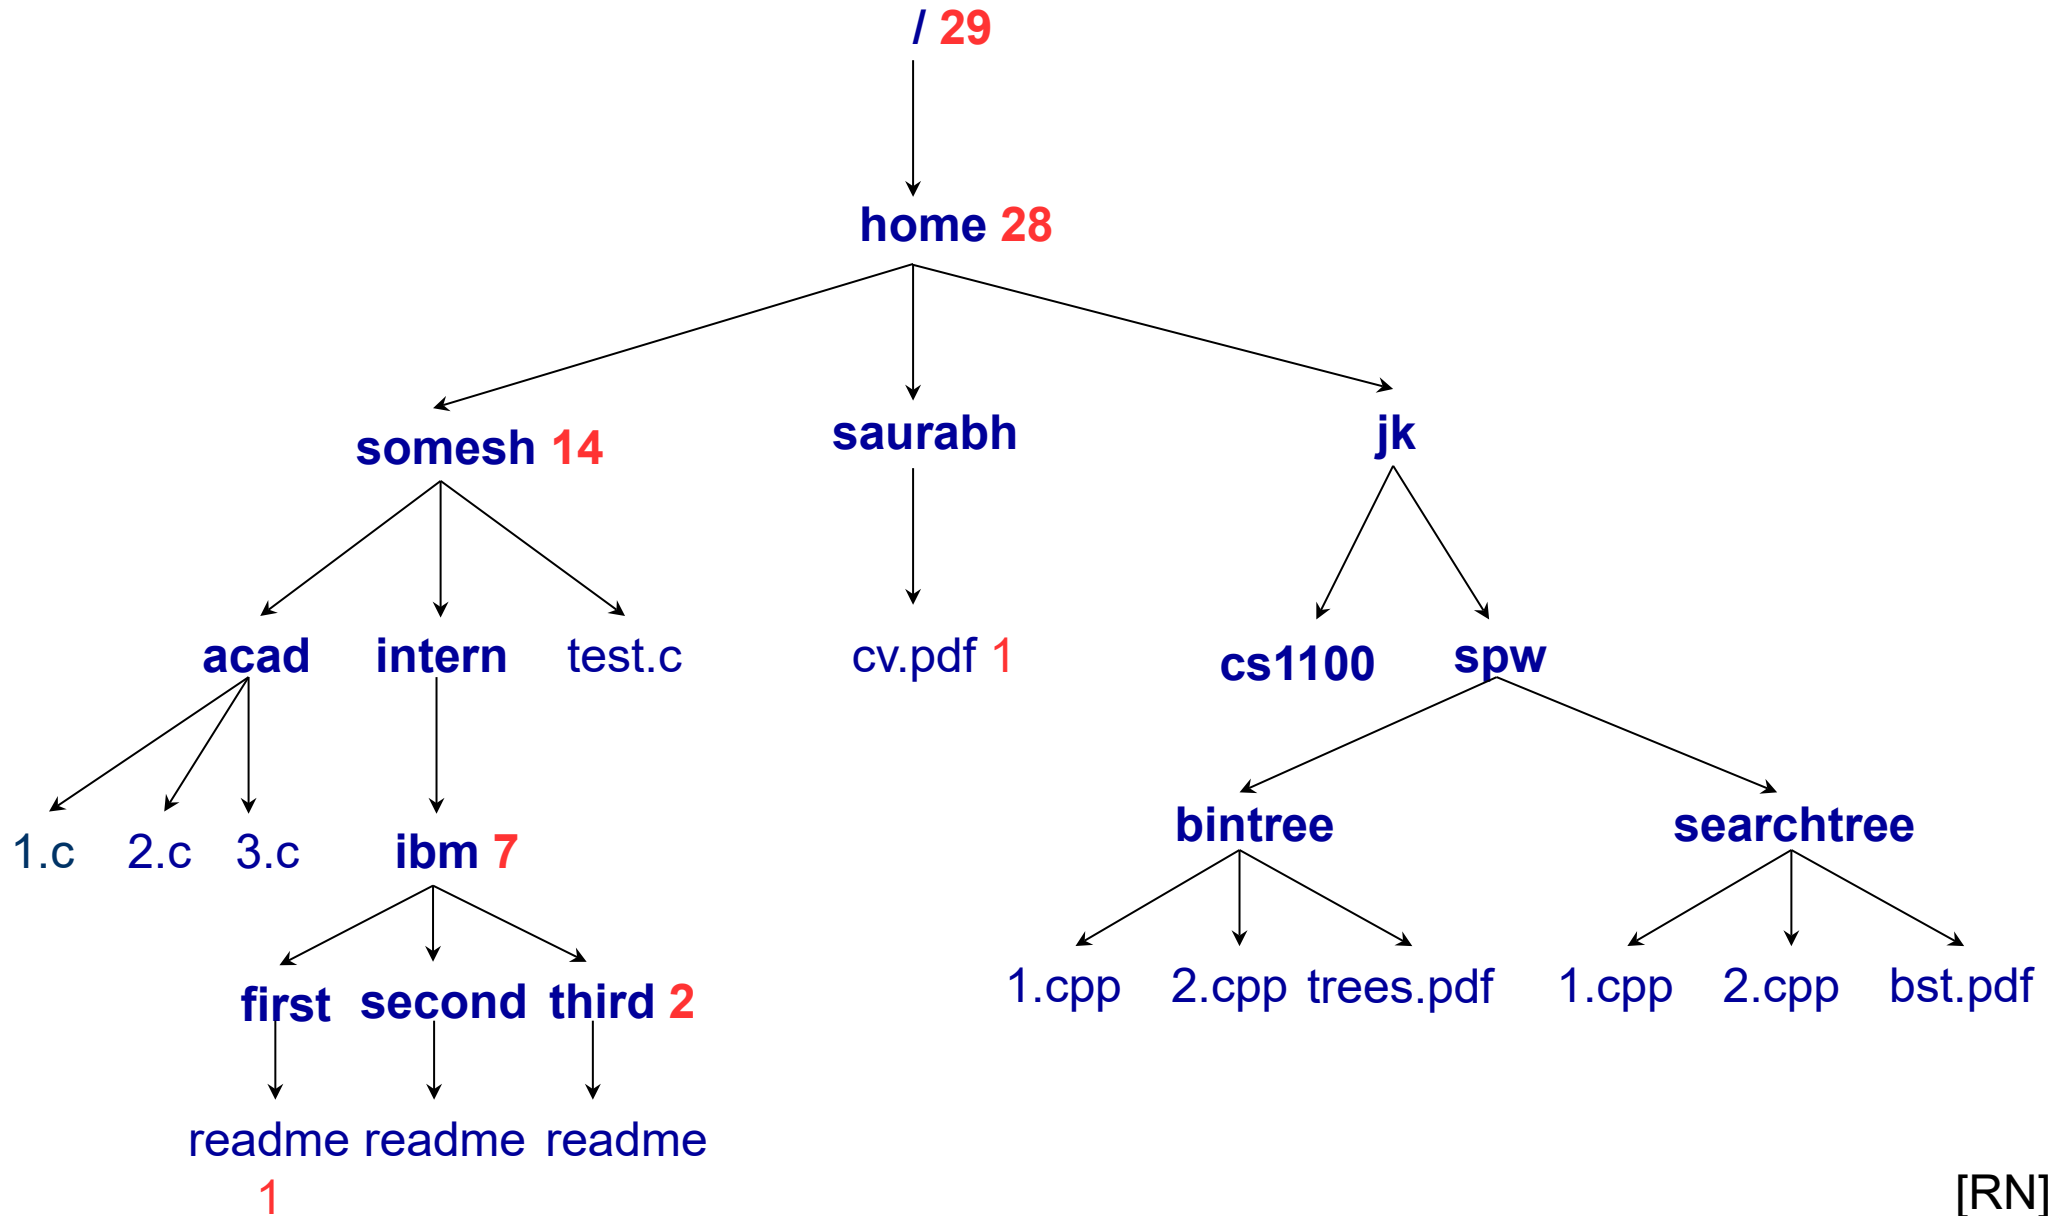 / 29
home 28
somesh 14 saurabh jk
acad intern test.c cv.pdf 1 cs1100 spw
1.c 2.c 3.c ibm 7 bintree searchtree
first second third 2 1.cpp 2.cpp trees.pdf 1.cpp 2.cpp bst.pdf
readme readme readme
1
[RN]